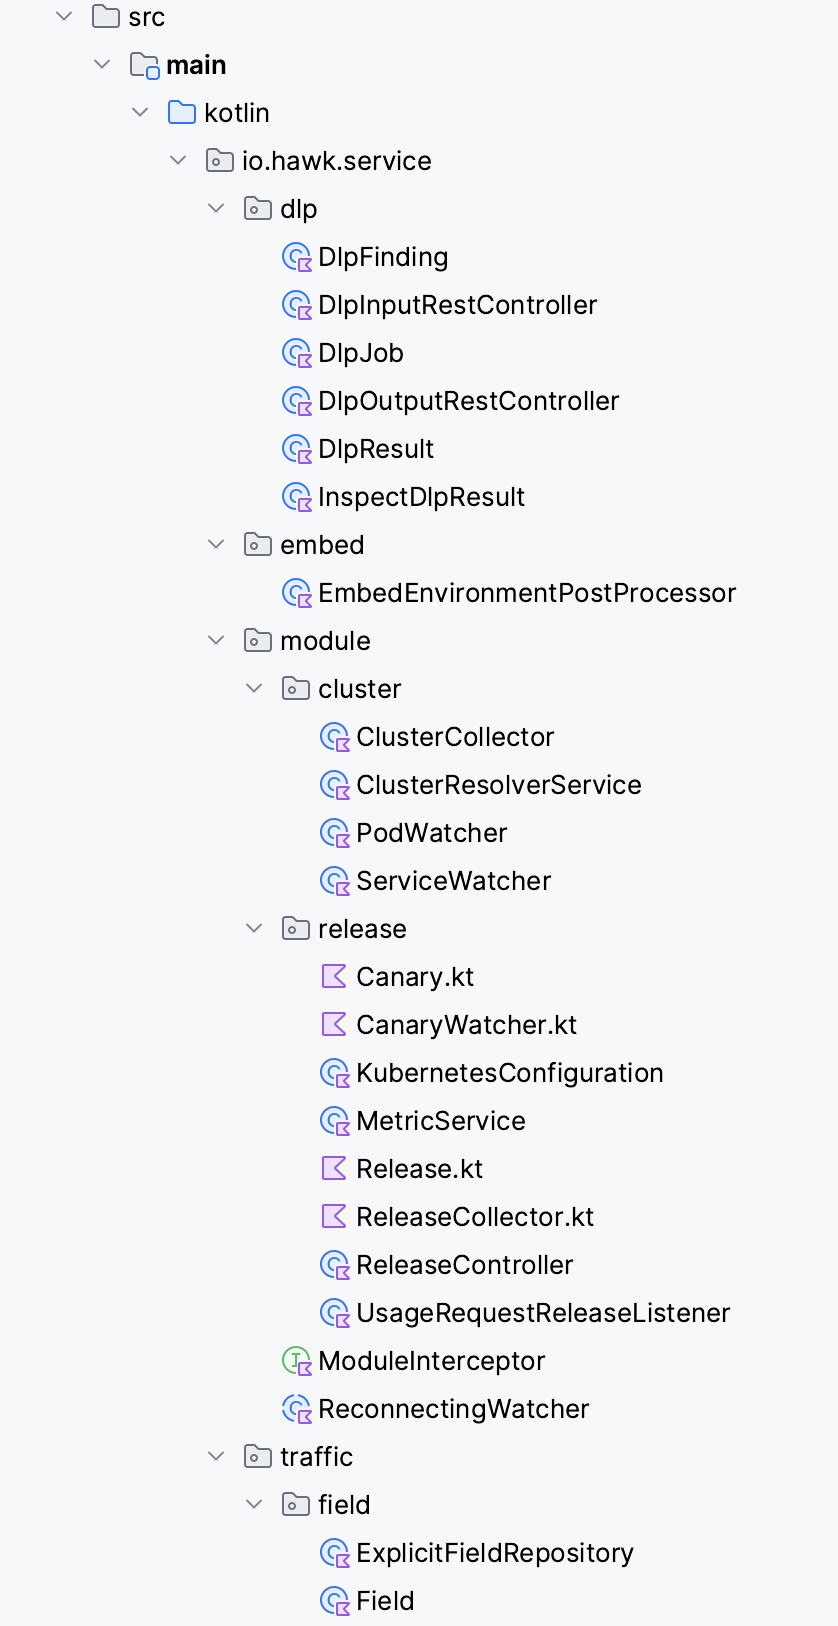 src
main
kotlin
io.hawk.service
dlp
DlpFinding
DlpInputRestController
DlpJob
DlpOutputRestController
DlpResult
InspectDlpResult
embed
EmbedEnvironmentPostProcessor
module
cluster
ClusterCollector
ClusterResolverService
PodWatcher
ServiceWatcher
release
Canary.kt
CanaryWatcher.kt
KubernetesConfiguration
MetricService
Release.kt
ReleaseCollector.kt
ReleaseController
UsageRequestReleaseListener
ModuleInterceptor
ReconnectingWatcher
traffic
field
ExplicitFieldRepository
Field